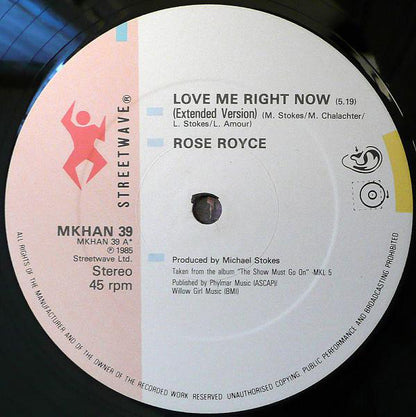 STREETWAVE®
LOVE ME RIGHT NOW (5.19)
(Extended Version) (M. Stokes/M. Chalachter/
L. Stokes/L. Amour)
ROSE ROYCE
MKHAN 39
MKHAN 39 A*
℗ 1985
Streetwave Ltd.
Stereo
45 rpm
Produced by Michael Stokes
Taken from the album "The Show Must Go On" -MKL 5
Published by Phylmar Music (ASCAP)/
Willow Girl Music (BMI)
ALL RIGHTS OF THE MANUFACTURER AND OF THE OWNER OF THE RECORDED WORK RESERVED UNAUTHORISED COPYING PUBLIC PERFORMANCE AND BROADCASTING PROHIBITED